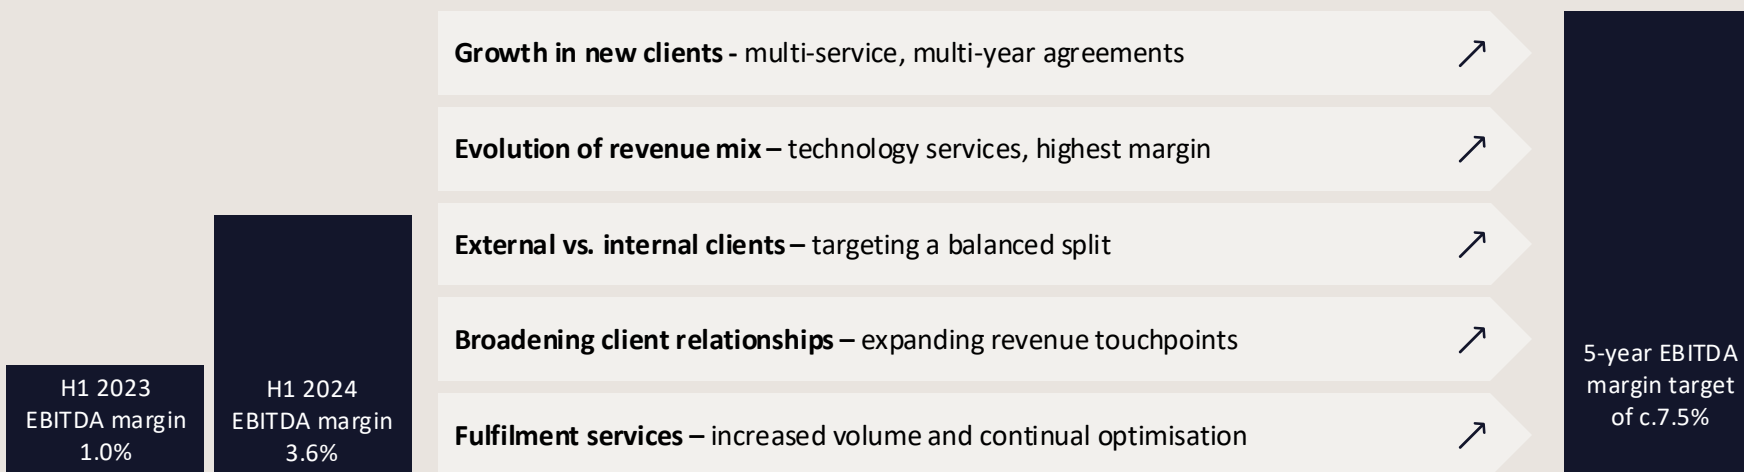 H1 2023
EBITDA margin
1.0%
H1 2024
EBITDA margin
3.6%
Growth in new clients - multi-service, multi-year agreements
Evolution of revenue mix – technology services, highest margin
External vs. internal clients – targeting a balanced split
Broadening client relationships – expanding revenue touchpoints
Fulfilment services – increased volume and continual optimisation
5-year EBITDA
margin target
of c.7.5%